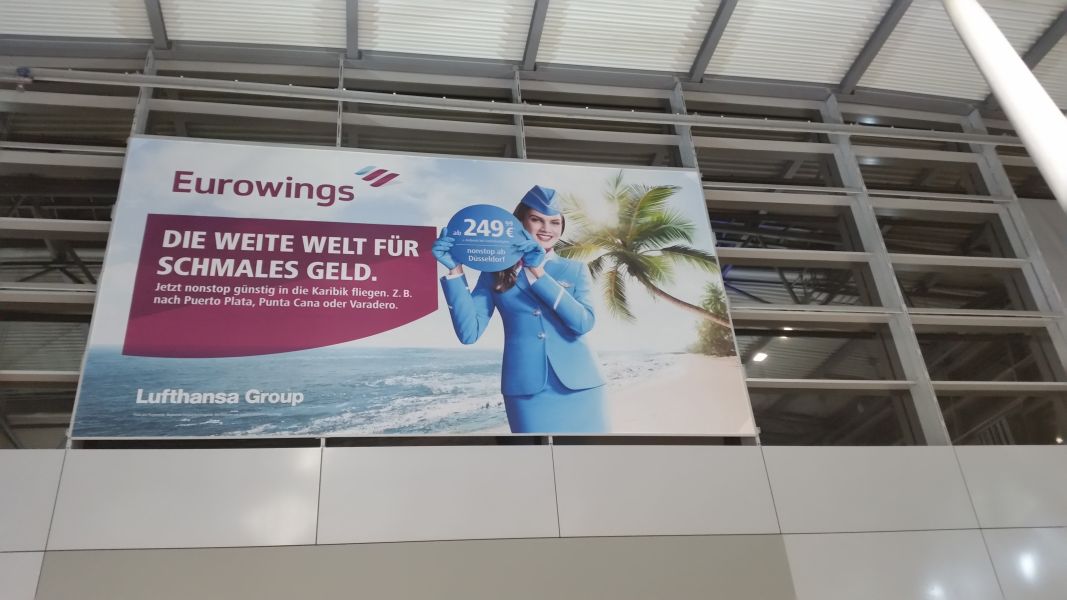 Eurowings
DIE WEITE WELT FÜR
SCHMALES GELD.
Jetzt nonstop günstig in die Karibik fliegen. Z. B.
nach Puerto Plata, Punta Cana oder Varadero.
ab 249⁹⁹ €
nonstop ab
Düsseldorf
Lufthansa Group